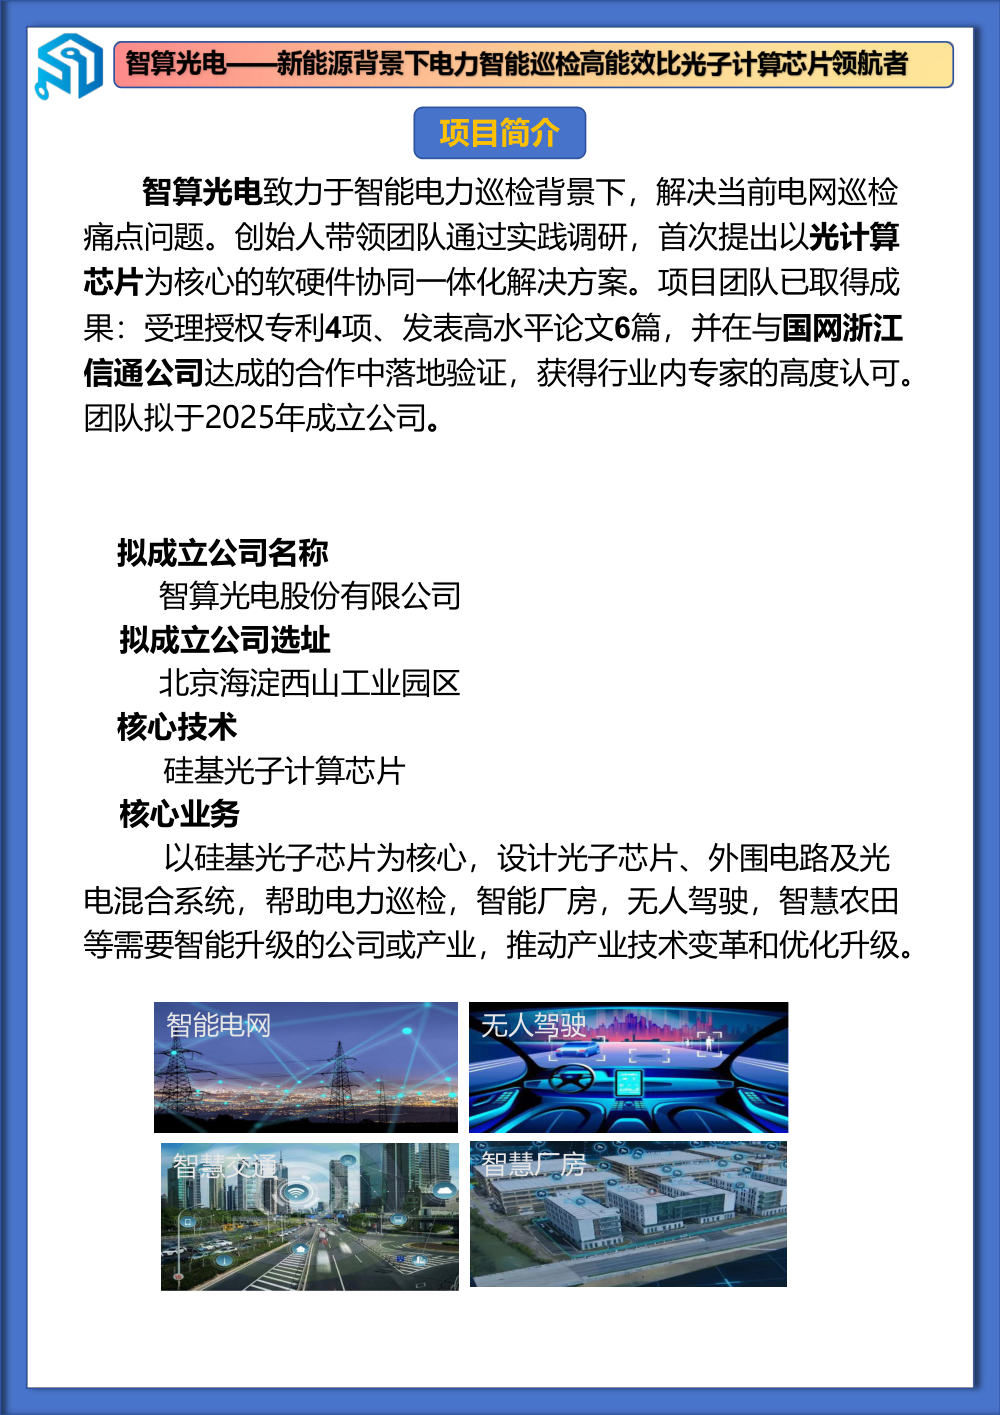 智算光电——新能源背景下电力智能巡检高能效比光子计算芯片领航者
项目简介
智算光电致力于智能电力巡检背景下，解决当前电网巡检
痛点问题。创始人带领团队通过实践调研，首次提出以光计算
芯片为核心的软硬件协同一体化解决方案。项目团队已取得成
果：受理授权专利4项、发表高水平论文6篇，并在与国网浙江
信通公司达成的合作中落地验证，获得行业内专家的高度认可。
团队拟于2025年成立公司。
拟成立公司名称
智算光电股份有限公司
拟成立公司选址
北京海淀西山工业园区
核心技术
硅基光子计算芯片
核心业务
以硅基光子芯片为核心，设计光子芯片、外围电路及光
电混合系统，帮助电力巡检，智能厂房，无人驾驶，智慧农田
等需要智能升级的公司或产业，推动产业技术变革和优化升级。
智能电网
无人驾驶
智慧交通
智慧厂房